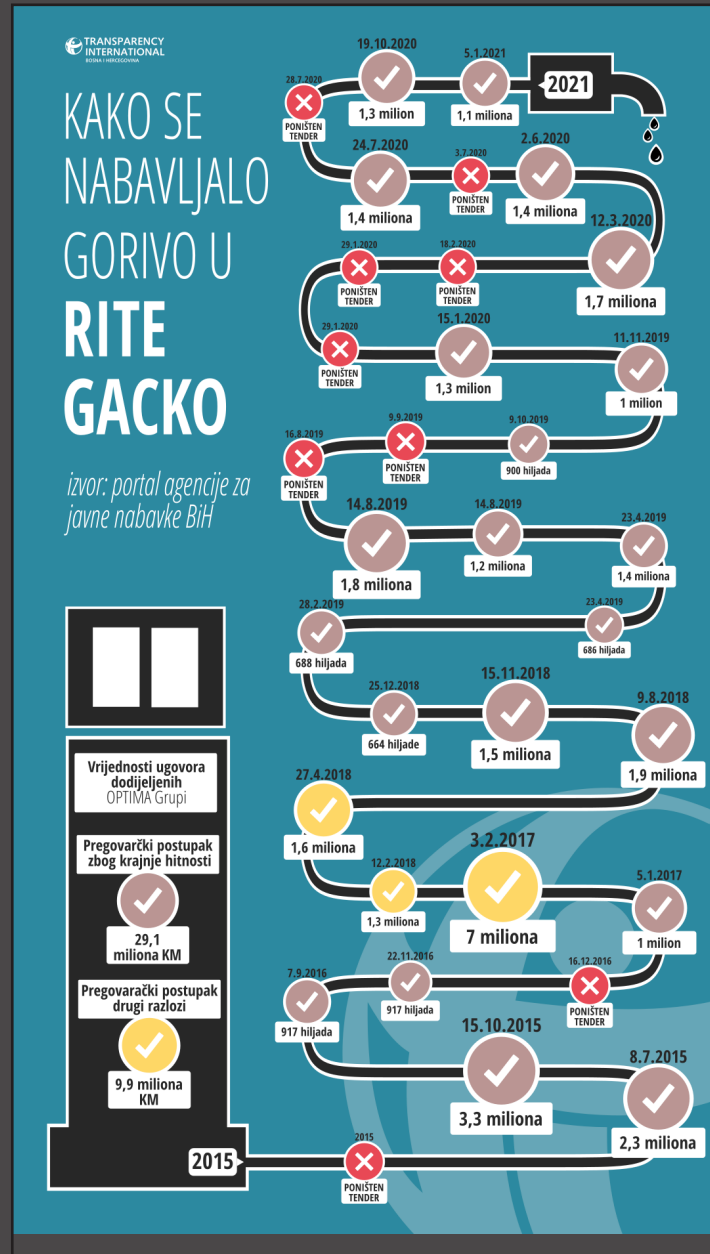 TRANSPARENCY
INTERNATIONAL
BOSNA I HERCEGOVINA
KAKO SE
NABAVLJALO
GORIVO U
RITE
GACKO
izvor: portal agencije za
javne nabavke BiH
2021
5.1.2021
1,1 miliona
19.10.2020
1,3 milion
28.7.2020
PONIŠTEN
TENDER
24.7.2020
1,4 miliona
3.7.2020
PONIŠTEN
TENDER
2.6.2020
1,4 miliona
12.3.2020
1,7 miliona
18.2.2020
PONIŠTEN
TENDER
29.1.2020
PONIŠTEN
TENDER
29.1.2020
PONIŠTEN
TENDER
15.1.2020
1,3 milion
11.11.2019
1 milion
9.10.2019
900 hiljada
9.9.2019
PONIŠTEN
TENDER
16.8.2019
PONIŠTEN
TENDER
14.8.2019
1,8 miliona
14.8.2019
1,2 miliona
23.4.2019
1,4 miliona
23.4.2019
686 hiljada
28.2.2019
688 hiljada
25.12.2018
664 hiljade
15.11.2018
1,5 miliona
9.8.2018
1,9 miliona
27.4.2018
1,6 miliona
12.2.2018
1,3 miliona
3.2.2017
7 miliona
5.1.2017
1 milion
16.12.2016
PONIŠTEN
TENDER
22.11.2016
917 hiljada
7.9.2016
917 hiljada
15.10.2015
3,3 miliona
8.7.2015
2,3 miliona
2015
PONIŠTEN
TENDER
2015
Vrijednosti ugovora
dodijeljenih
OPTIMA Grupi
Pregovarčki postupak
zbog krajnje hitnosti
29,1
miliona KM
Pregovarački postupak
drugi razlozi
9,9 miliona
KM